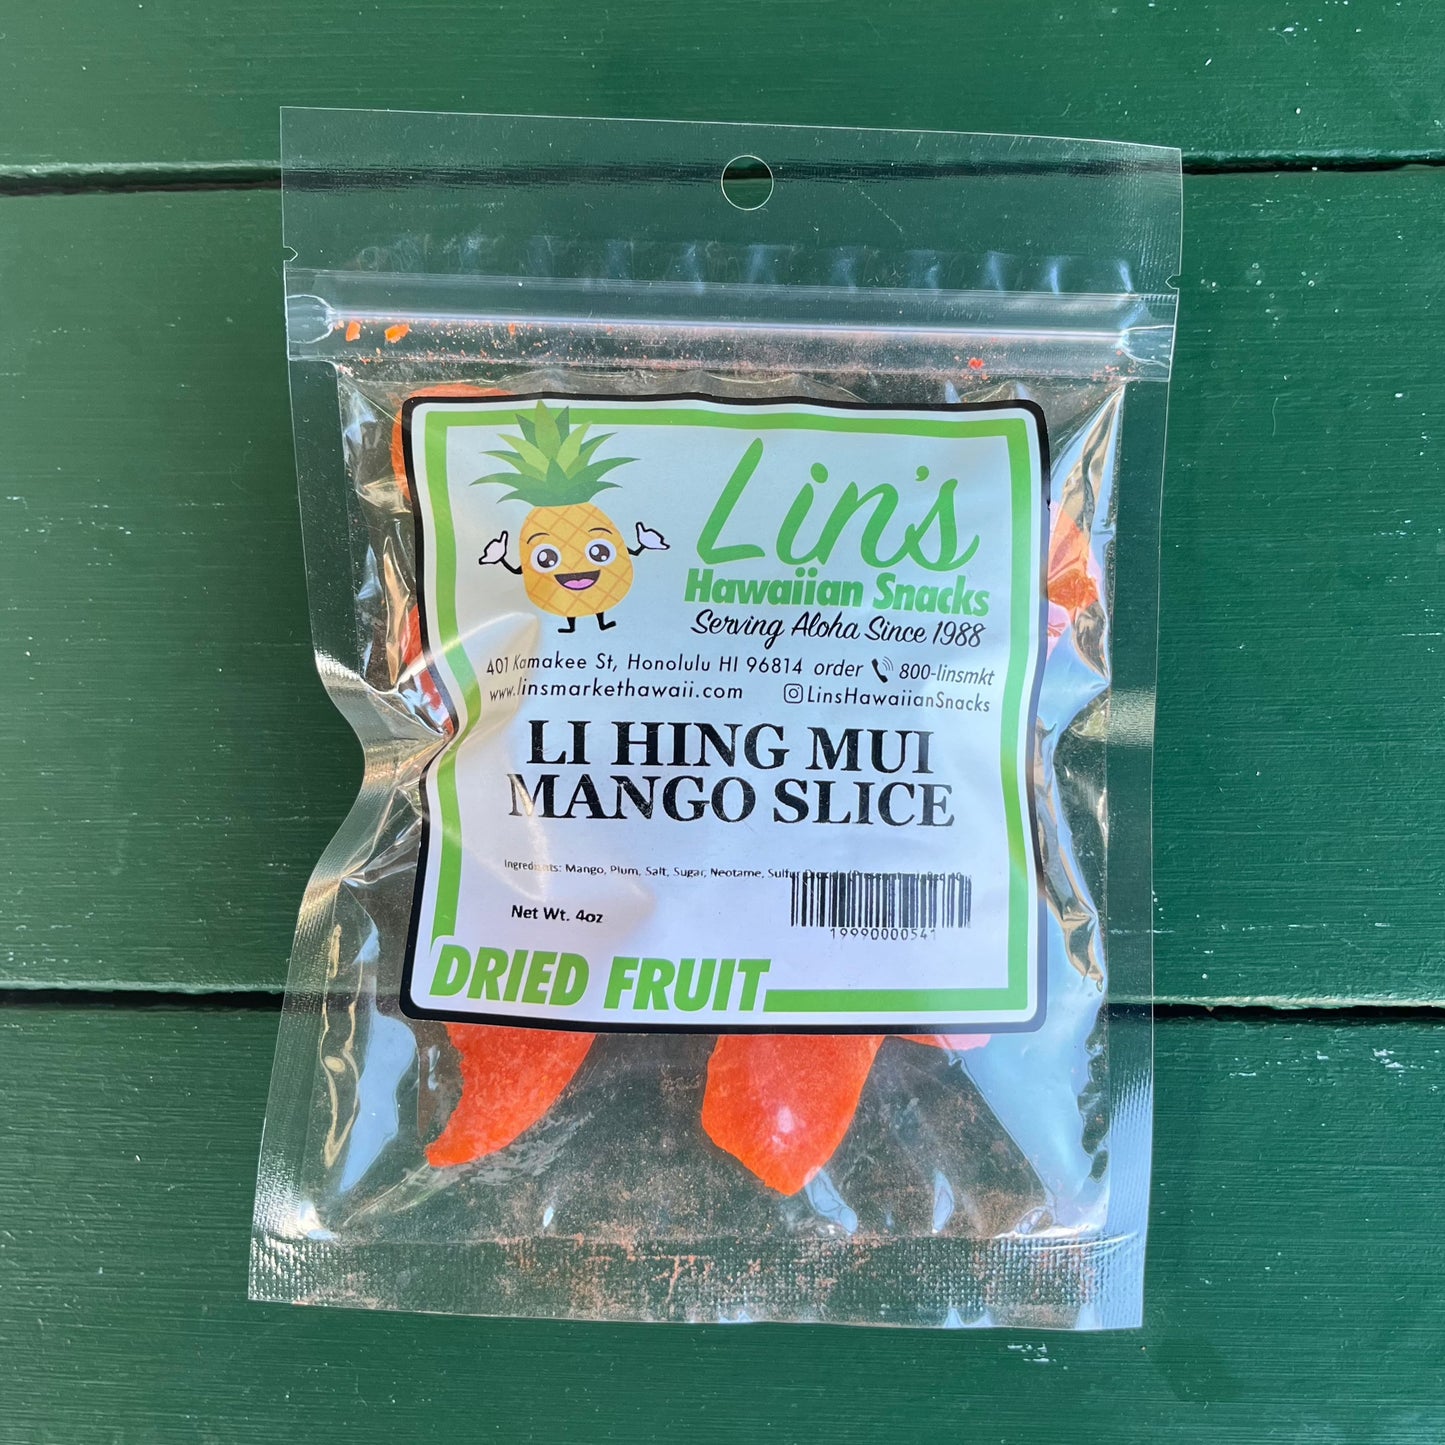 Lin's
Hawaiian Snacks
Serving Aloha Since 1988
401 Kamakee St, Honolulu HI 96814 order 800-linsmkt
www.linsmarkethawaii.com LinsHawaiianSnacks
LI HING MUI
MANGO SLICE
Ingredients: Mango, Plum, Salt, Sugar, Neotame, Sulfur
Net Wt. 4oz
19990000541
DRIED FRUIT